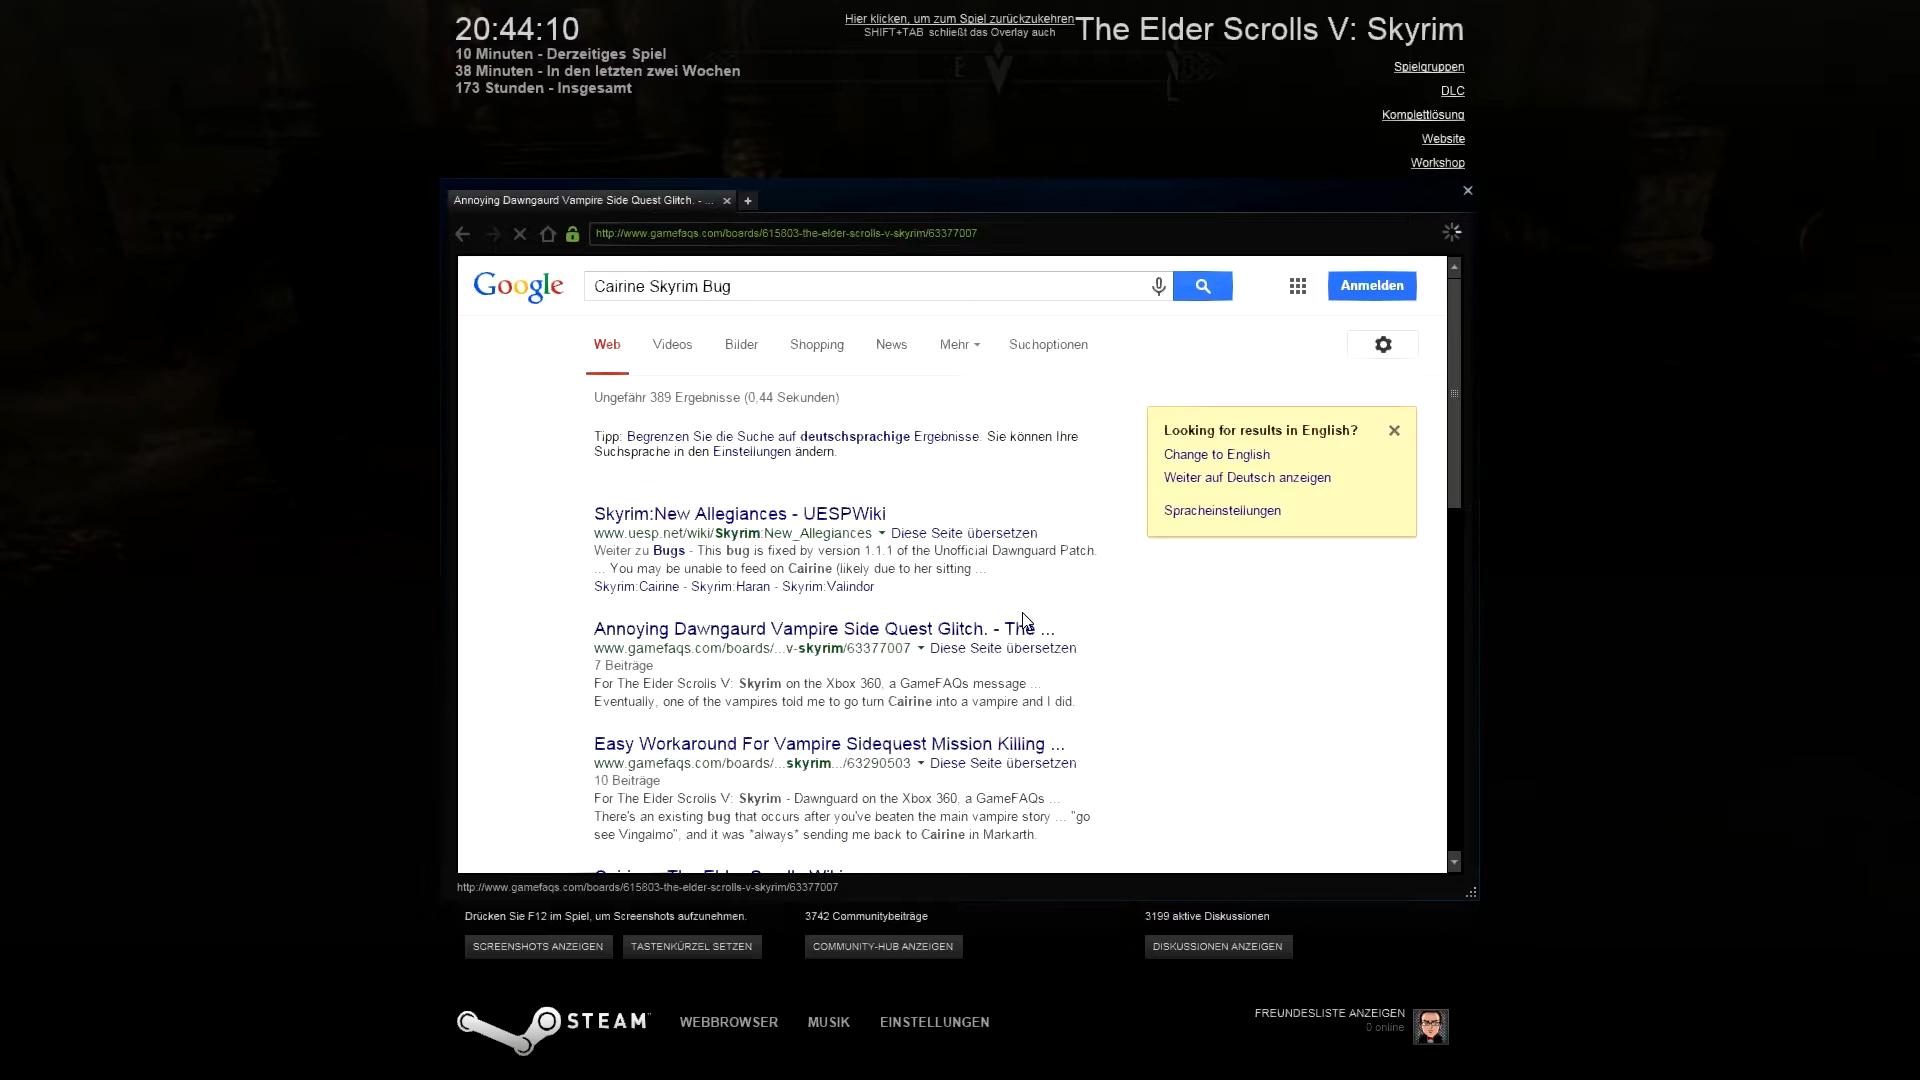 20:44:10
10 Minuten - Derzeitiges Spiel
38 Minuten - In den letzten zwei Wochen
173 Stunden - Insgesamt
Hier klicken, um zum Spiel zurückzukehren
SHIFT+TAB schließt das Overlay auch
The Elder Scrolls V: Skyrim
Spielgruppen
DLC
Komplettlösung
Website
Workshop
Annoying Dawngaurd Vampire Side Quest Glitch. - ...
http://www.gamefaqs.com/boards/615803-the-elder-scrolls-v-skyrim/63377007
Google
Cairine Skyrim Bug
Anmelden
Web Videos Bilder Shopping News Mehr Suchoptionen
Ungefähr 389 Ergebnisse (0,44 Sekunden)
Tipp: Begrenzen Sie die Suche auf deutschsprachige Ergebnisse. Sie können Ihre
Suchsprache in den Einstellungen ändern.
Looking for results in English?
Change to English
Weiter auf Deutsch anzeigen
Spracheinstellungen
Skyrim:New Allegiances - UESPWiki
www.uesp.net/wiki/Skyrim:New_Allegiances Diese Seite übersetzen
Weiter zu Bugs - This bug is fixed by version 1.1.1 of the Unofficial Dawnguard Patch.
... You may be unable to feed on Cairine (likely due to her sitting ...
Skyrim:Cairine - Skyrim:Haran - Skyrim:Valindor
Annoying Dawngaurd Vampire Side Quest Glitch. - The ...
www.gamefaqs.com/boards/...v-skyrim/63377007 Diese Seite übersetzen
7 Beiträge
For The Elder Scrolls V: Skyrim on the Xbox 360, a GameFAQs message ...
Eventually, one of the vampires told me to go turn Cairine into a vampire and I did.
Easy Workaround For Vampire Sidequest Mission Killing ...
www.gamefaqs.com/boards/...skyrim.../63290503 Diese Seite übersetzen
10 Beiträge
For The Elder Scrolls V: Skyrim - Dawnguard on the Xbox 360, a GameFAQs ...
There's an existing bug that occurs after you've beaten the main vampire story ... "go
see Vingalmo", and it was *always* sending me back to Cairine in Markarth.
http://www.gamefaqs.com/boards/615803-the-elder-scrolls-v-skyrim/63377007
Drücken Sie F12 im Spiel, um Screenshots aufzunehmen.
3742 Communitybeiträge
3199 aktive Diskussionen
SCREENSHOTS ANZEIGEN
TASTENKÜRZEL SETZEN
COMMUNITY-HUB ANZEIGEN
DISKUSSIONEN ANZEIGEN
STEAM
WEBBROWSER
MUSIK
EINSTELLUNGEN
FREUNDESLISTE ANZEIGEN
0 online